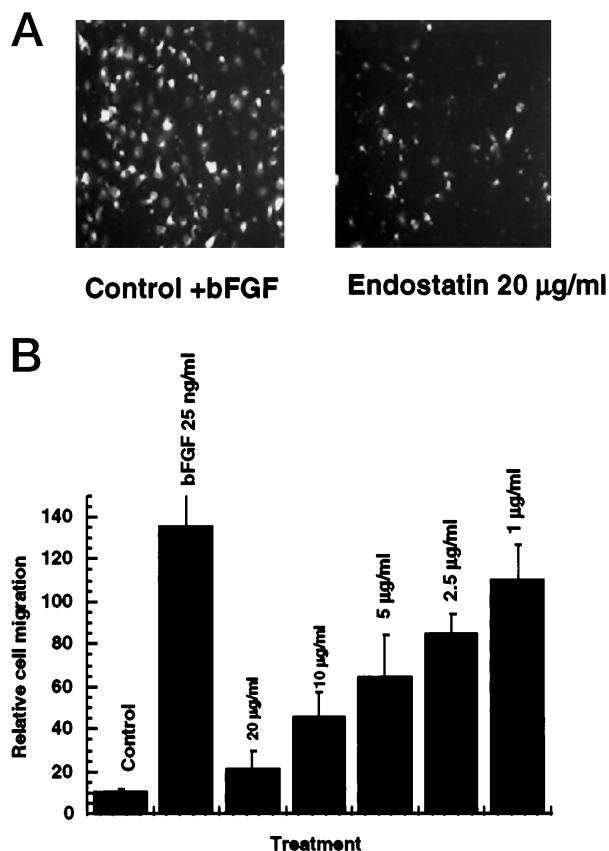 A
Control +bFGF
Endostatin 20 μg/ml
B
Relative cell migration
140
120
100
80
60
40
20
0
Control
bFGF 25 ng/ml
20 μg/ml
10 μg/ml
5 μg/ml
2.5 μg/ml
1 μg/ml
Treatment